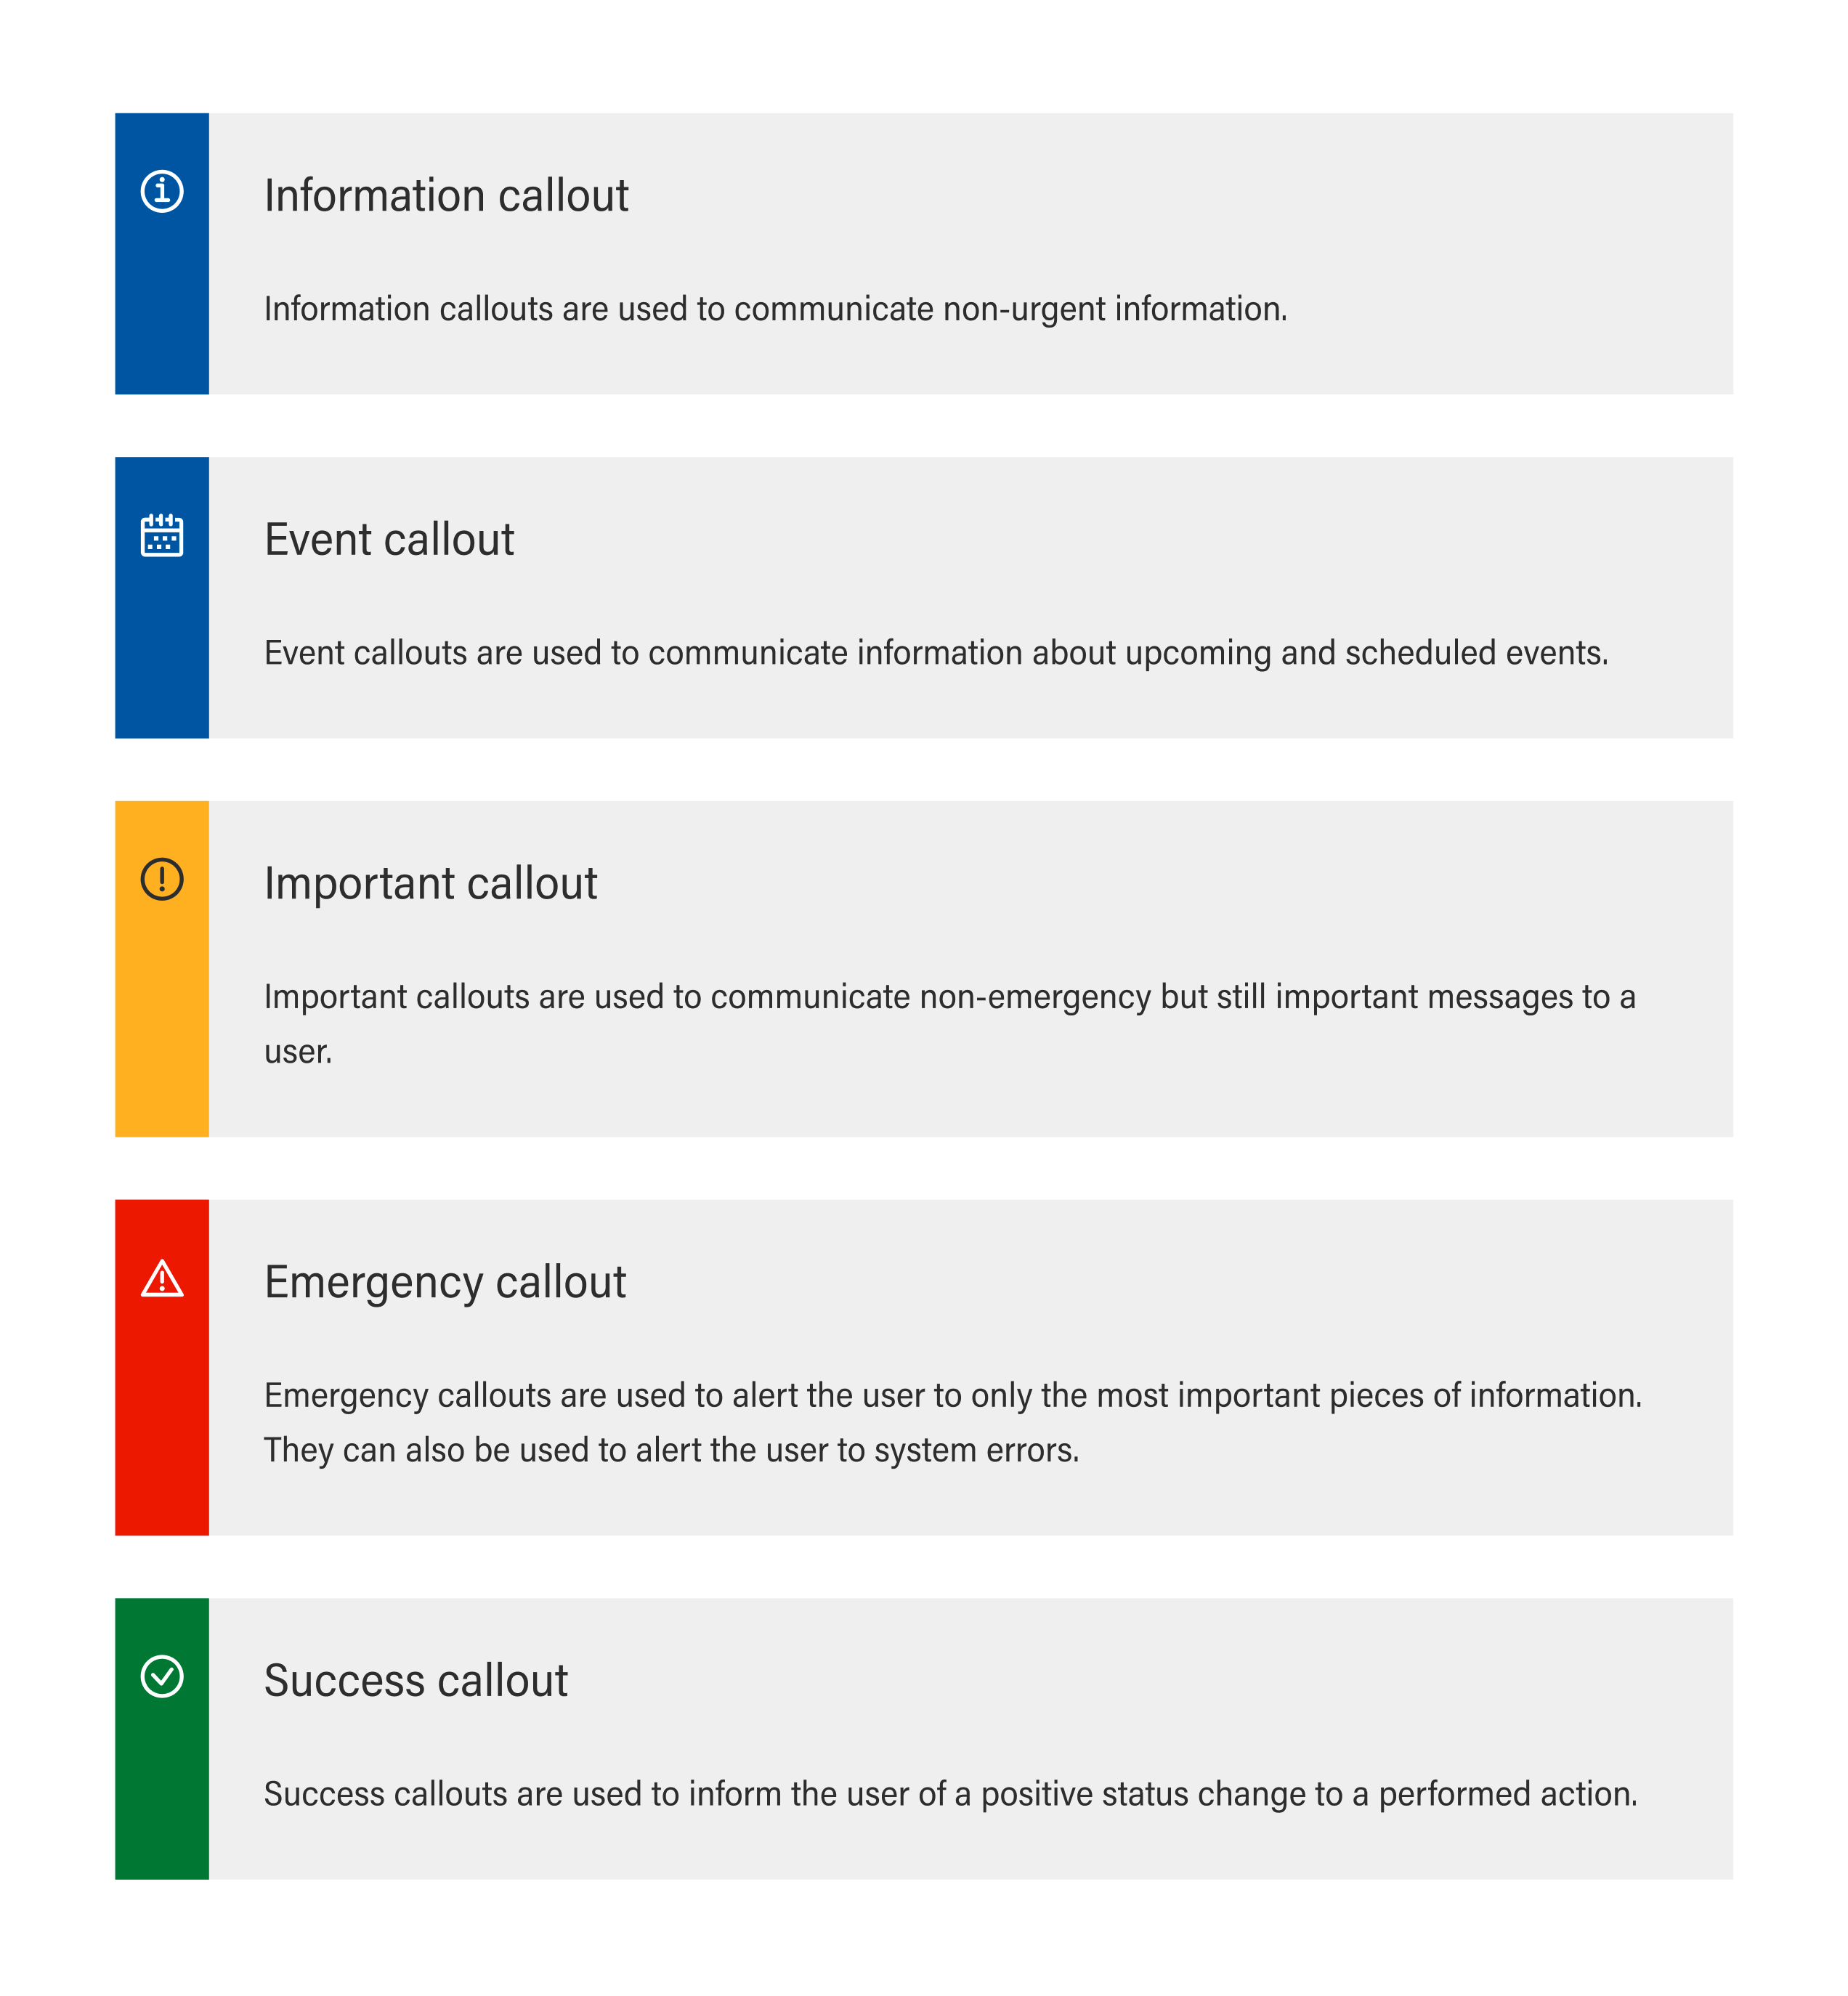 Information callout
Information callouts are used to communicate non-urgent information.
Event callout
Event callouts are used to communicate information about upcoming and scheduled events.
Important callout
Important callouts are used to communicate non-emergency but still important messages to a
user.
Emergency callout
Emergency callouts are used to alert the user to only the most important pieces of information.
They can also be used to alert the user to system errors.
Success callout
Success callouts are used to inform the user of a positive status change to a performed action.